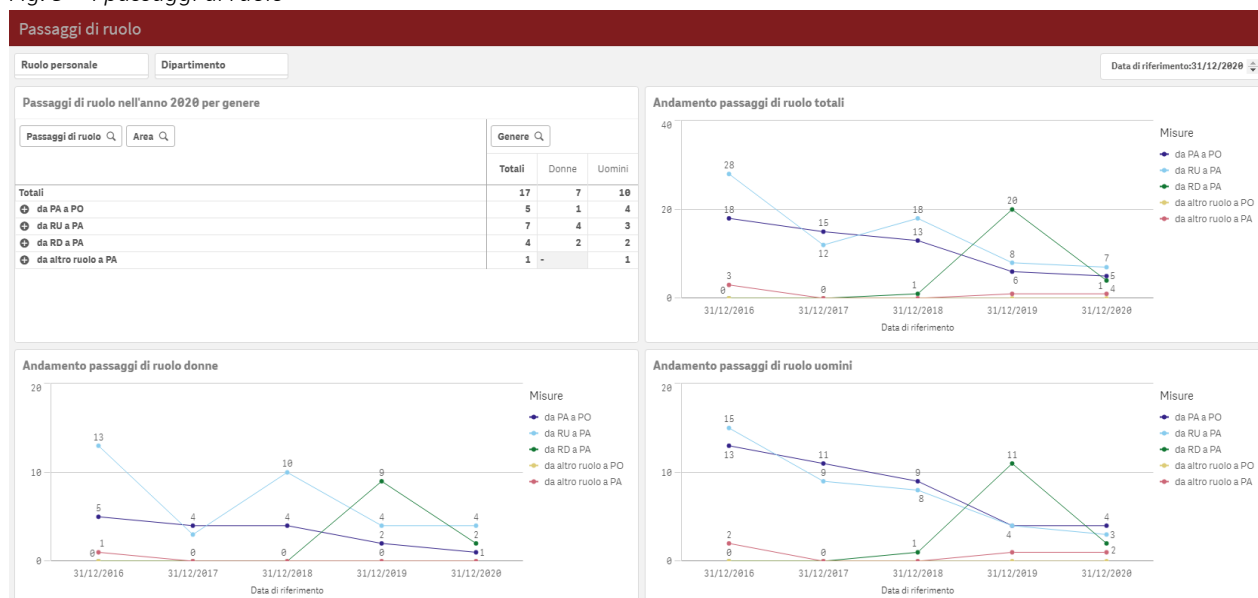 Passaggi di ruolo
Ruolo personale
Dipartimento
Data di riferimento:31/12/2020
Passaggi di ruolo nell'anno 2020 per genere
Passaggi di ruolo Area Genere
Totali Donne Uomini
Totali 17 7 10
da PA a PO 5 1 4
da RU a PA 7 4 3
da RD a PA 4 2 2
da altro ruolo a PA 1 - 1
Andamento passaggi di ruolo totali
40
20
0
28
18
3
0
15
12
0
18
13
1
20
8
6
7
5
1
4
31/12/2016 31/12/2017 31/12/2018 31/12/2019 31/12/2020
Data di riferimento
Misure
da PA a PO
da RU a PA
da RD a PA
da altro ruolo a PO
da altro ruolo a PA
Andamento passaggi di ruolo donne
20
10
0
13
5
1
0
4
0
10
4
0
9
4
2
0
4
2
1
31/12/2016 31/12/2017 31/12/2018 31/12/2019 31/12/2020
Data di riferimento
Misure
da PA a PO
da RU a PA
da RD a PA
da altro ruolo a PO
da altro ruolo a PA
Andamento passaggi di ruolo uomini
20
10
0
15
13
2
0
11
9
0
9
8
1
11
4
4
3
2
31/12/2016 31/12/2017 31/12/2018 31/12/2019 31/12/2020
Data di riferimento
Misure
da PA a PO
da RU a PA
da RD a PA
da altro ruolo a PO
da altro ruolo a PA